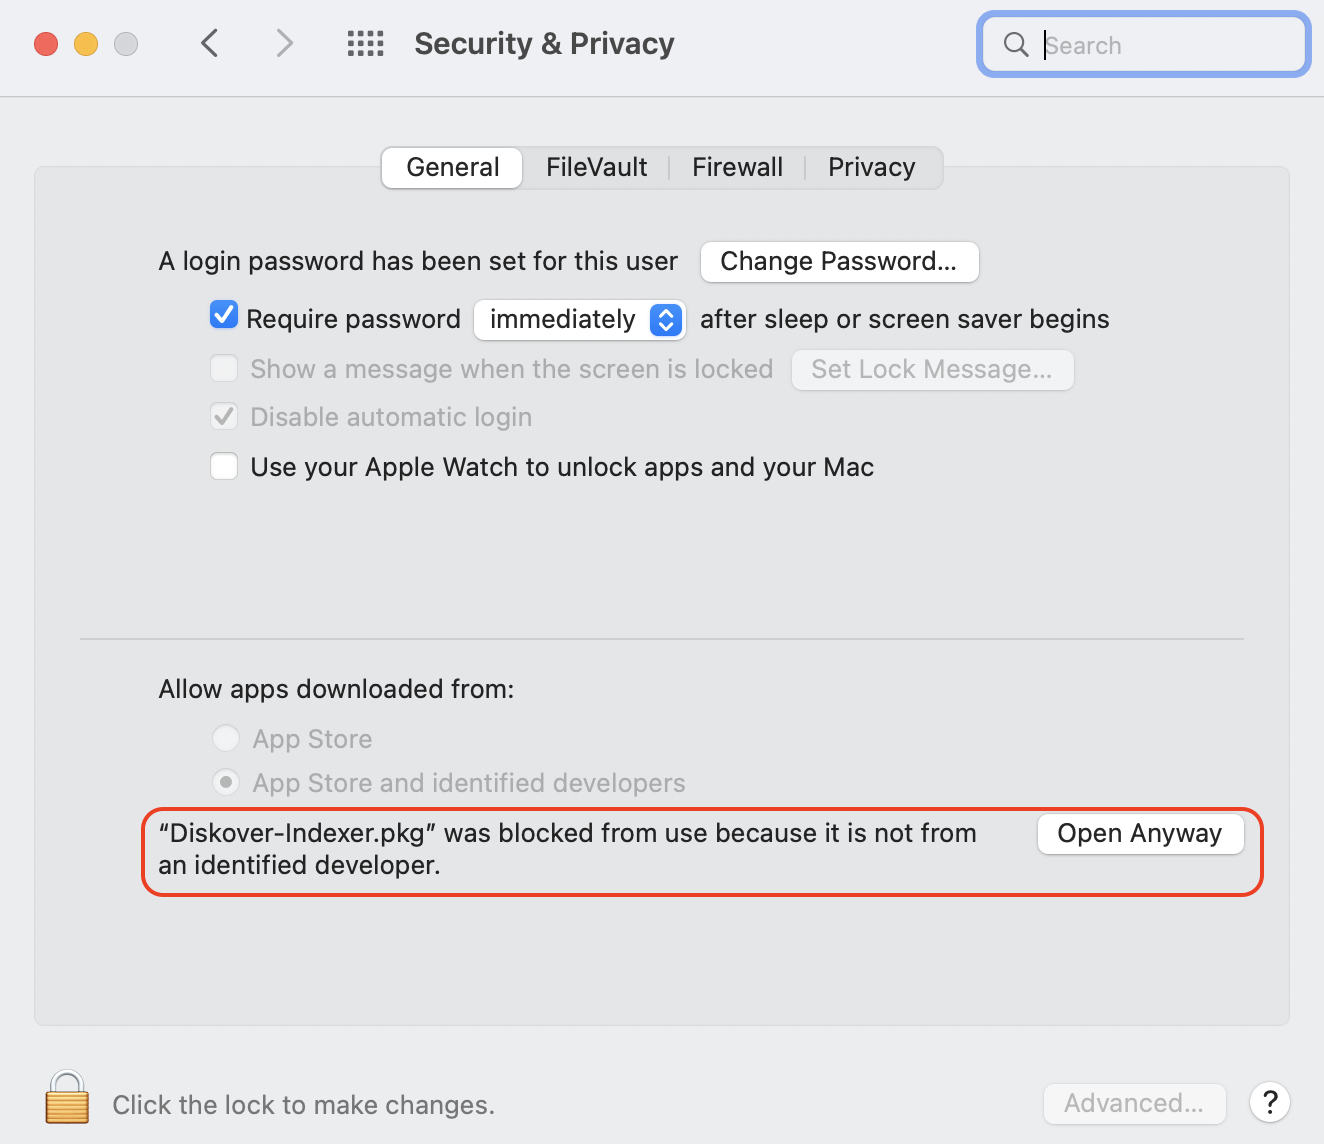 Security & Privacy
Search
General FileVault Firewall Privacy
A login password has been set for this user Change Password...
Require password immediately after sleep or screen saver begins
Show a message when the screen is locked Set Lock Message...
Disable automatic login
Use your Apple Watch to unlock apps and your Mac
Allow apps downloaded from:
App Store
App Store and identified developers
“Diskover-Indexer.pkg” was blocked from use because it is not from Open Anyway
an identified developer.
Click the lock to make changes. Advanced... ?